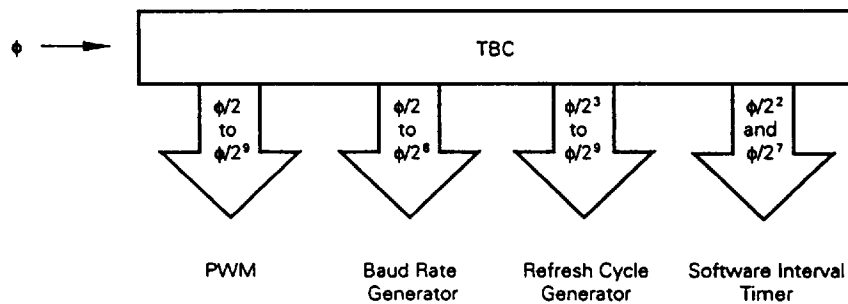 φ
TBC
φ/2
to
φ/2⁹
φ/2
to
φ/2⁸
φ/2³
to
φ/2⁹
φ/2²
and
φ/2⁷
PWM
Baud Rate
Generator
Refresh Cycle
Generator
Software Interval
Timer